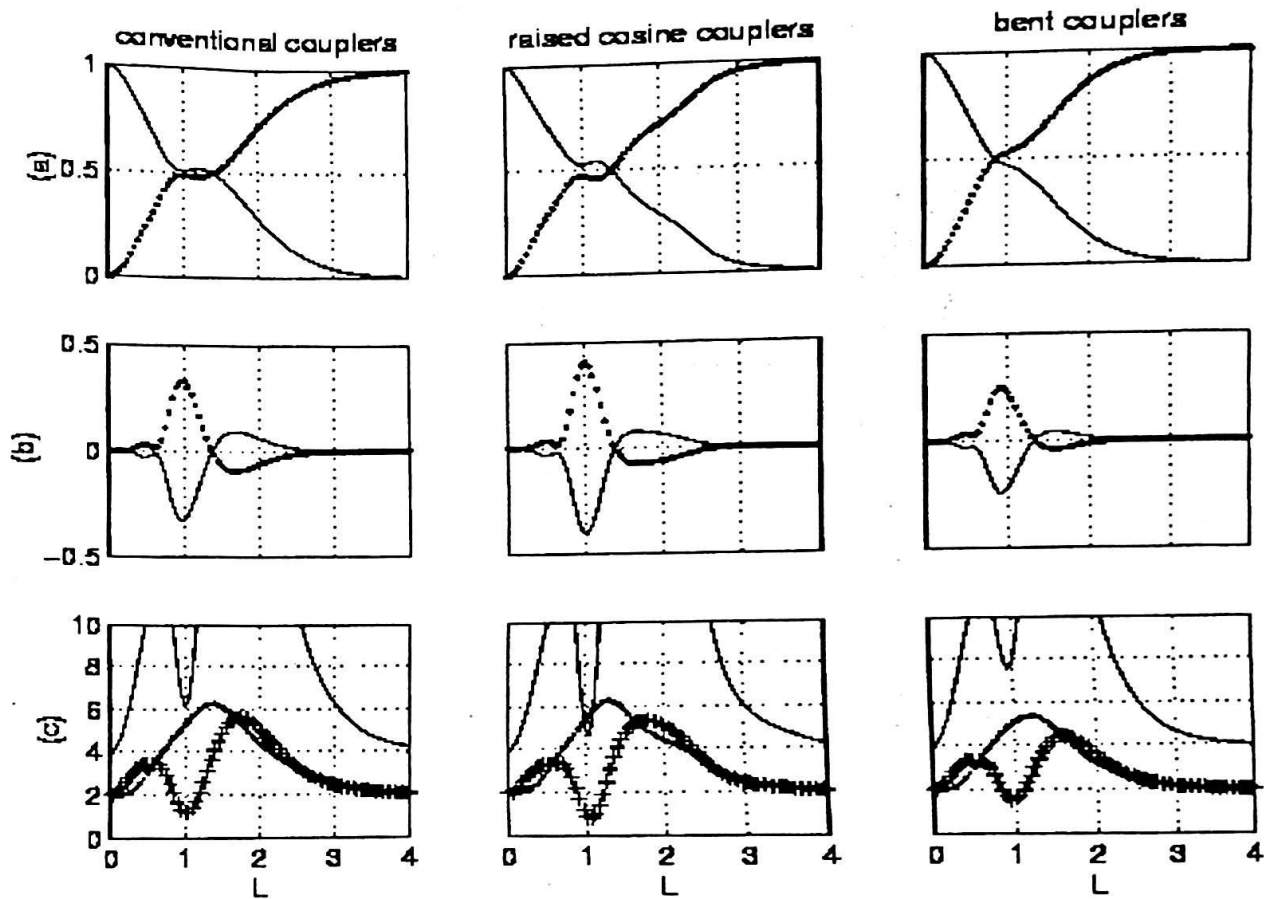 conventional couplers
raised cosine couplers
bent couplers
1
0.5
0
(a)
0.5
0
-0.5
(b)
10
8
6
4
2
0
(c)
0 1 2 3 4
0 1 2 3 4
0 1 2 3 4
L
L
L